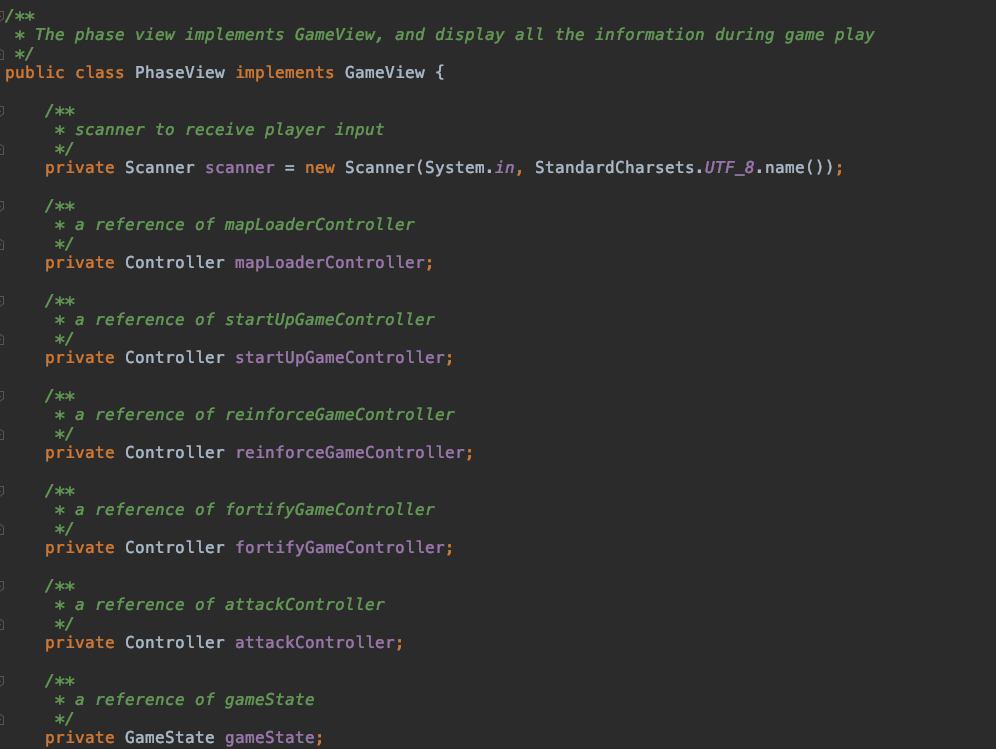 /**
 * The phase view implements GameView, and display all the information during game play
 */
public class PhaseView implements GameView {
    /**
     * scanner to receive player input
     */
    private Scanner scanner = new Scanner(System.in, StandardCharsets.UTF_8.name());
    /**
     * a reference of mapLoaderController
     */
    private Controller mapLoaderController;
    /**
     * a reference of startUpGameController
     */
    private Controller startUpGameController;
    /**
     * a reference of reinforceGameController
     */
    private Controller reinforceGameController;
    /**
     * a reference of fortifyGameController
     */
    private Controller fortifyGameController;
    /**
     * a reference of attackController
     */
    private Controller attackController;
    /**
     * a reference of gameState
     */
    private GameState gameState;